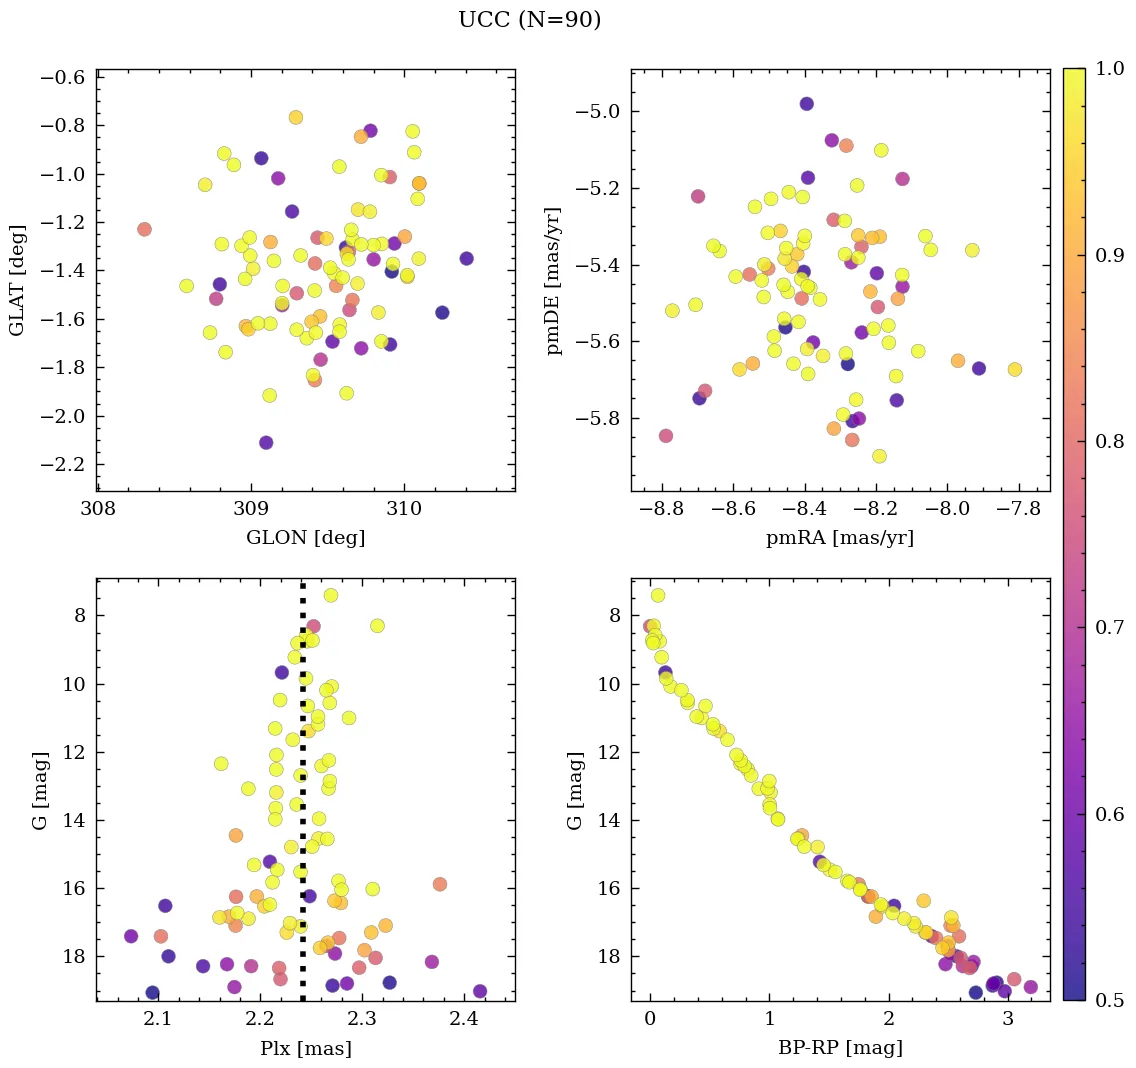 UCC (N=90)
−0.6
−0.8
−1.0
−1.2
−1.4
−1.6
−1.8
−2.0
−2.2
GLAT [deg]
308 309 310
GLON [deg]
−5.0
−5.2
−5.4
−5.6
−5.8
pmDE [mas/yr]
−8.8 −8.6 −8.4 −8.2 −8.0 −7.8
pmRA [mas/yr]
8
10
12
14
16
18
G [mag]
2.1 2.2 2.3 2.4
Plx [mas]
8
10
12
14
16
18
G [mag]
0 1 2 3
BP-RP [mag]
1.0
0.9
0.8
0.7
0.6
0.5